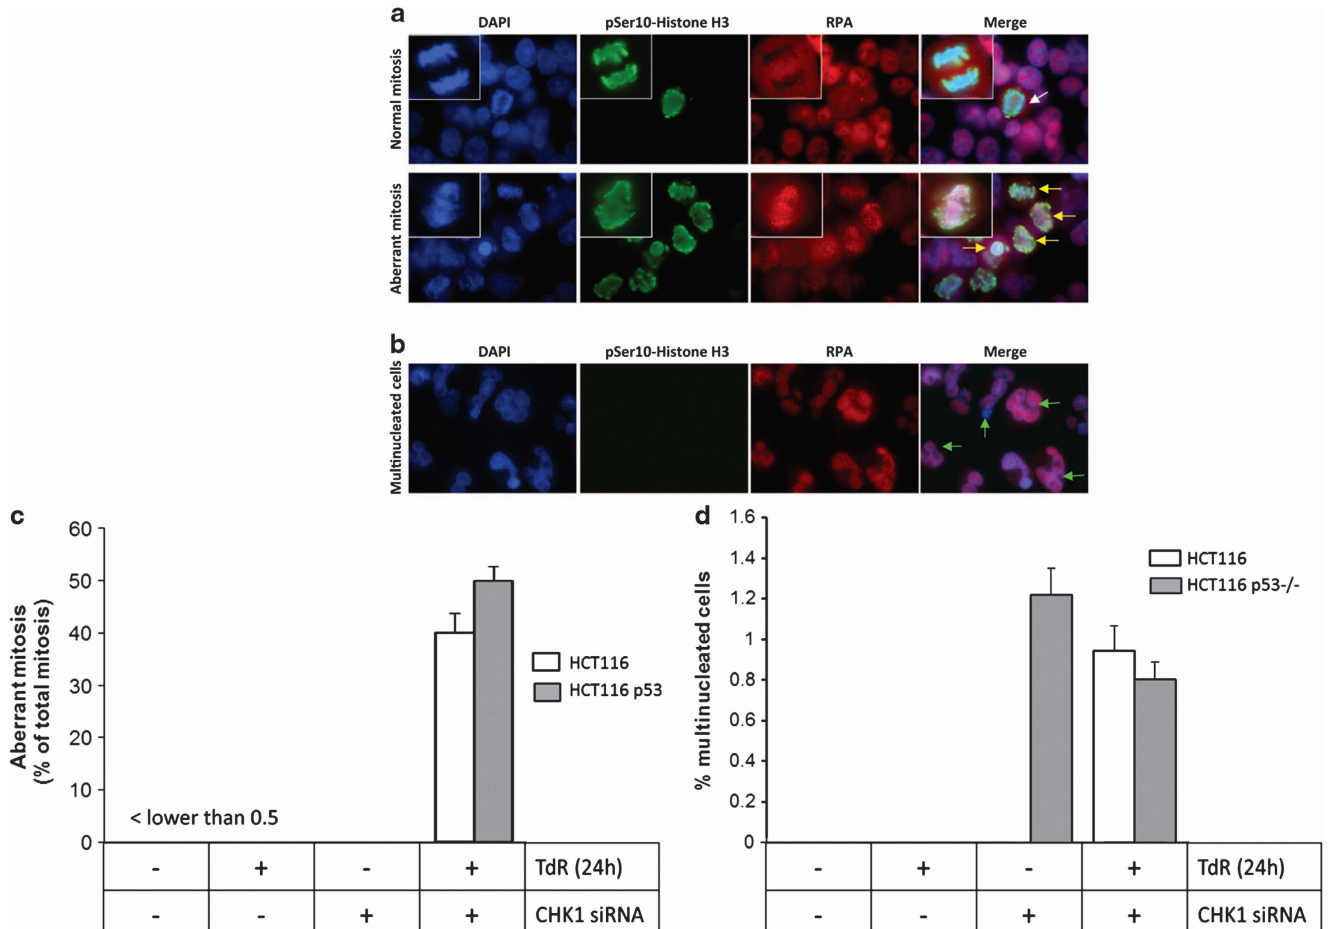 a
DAPI pSer10-Histone H3 RPA Merge
Normal mitosis
Aberrant mitosis
b
DAPI pSer10-Histone H3 RPA Merge
Multinucleated cells
c
Aberrant mitosis
(% of total mitosis)
60
50
40
30
20
10
0
< lower than 0.5
HCT116
HCT116 p53
- + - + TdR (24h)
- - + + CHK1 siRNA
d
% multinucleated cells
1.6
1.4
1.2
1
0.8
0.6
0.4
0.2
0
HCT116
HCT116 p53-/-
- + - + TdR (24h)
- - + + CHK1 siRNA